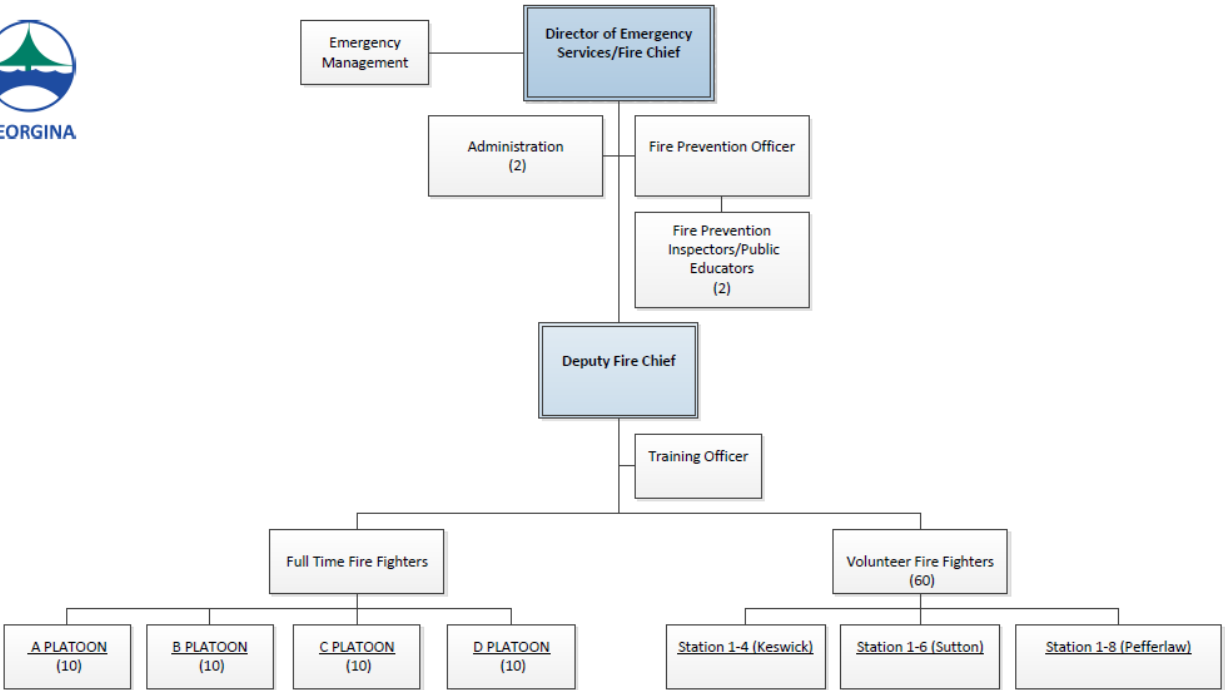 Director of Emergency
Services/Fire Chief
Emergency
Management
EORGINA
Administration
(2)
Fire Prevention Officer
Fire Prevention
Inspectors/Public
Educators
(2)
Deputy Fire Chief
Training Officer
Full Time Fire Fighters
Volunteer Fire Fighters
(60)
A PLATOON
(10)
B PLATOON
(10)
C PLATOON
(10)
D PLATOON
(10)
Station 1-4 (Keswick)
Station 1-6 (Sutton)
Station 1-8 (Pefferlaw)